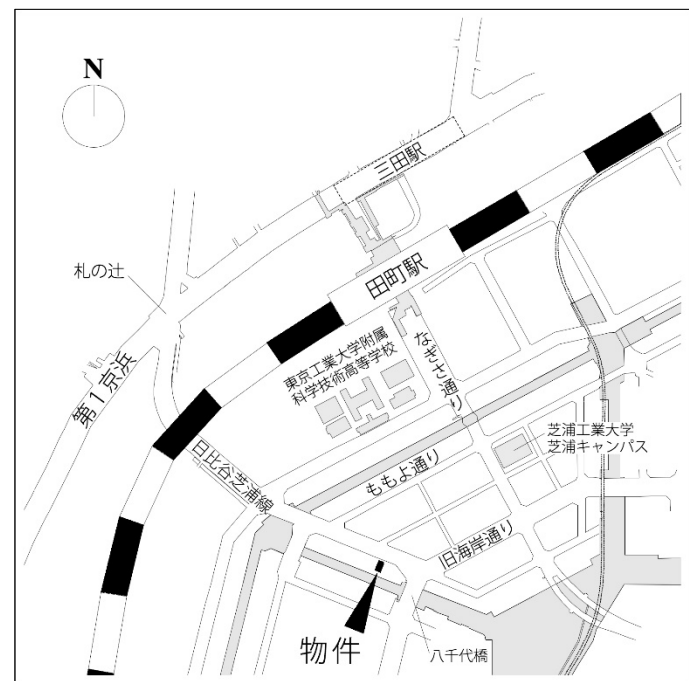 N
三田駅
札の辻
田町駅
東京工業大学附属
科学技術高等学校
なぎさ通り
第1京浜
芝浦工業大学
芝浦キャンパス
日比谷芝浦線
ももよ通り
旧海岸通り
物件
八千代橋